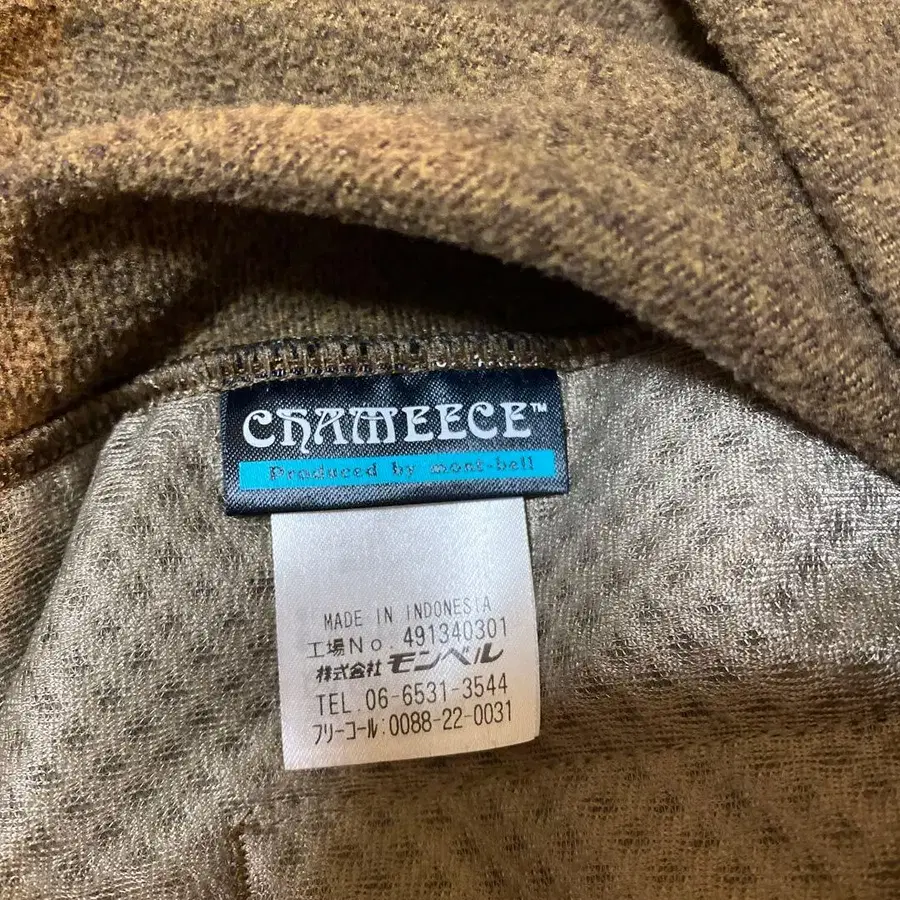 CHAMEECE™
Produced by mont-bell
MADE IN INDONESIA
工場No. 491340301
株式会社 モンベル
TEL.06-6531-3544
フリーコール:0088-22-0031